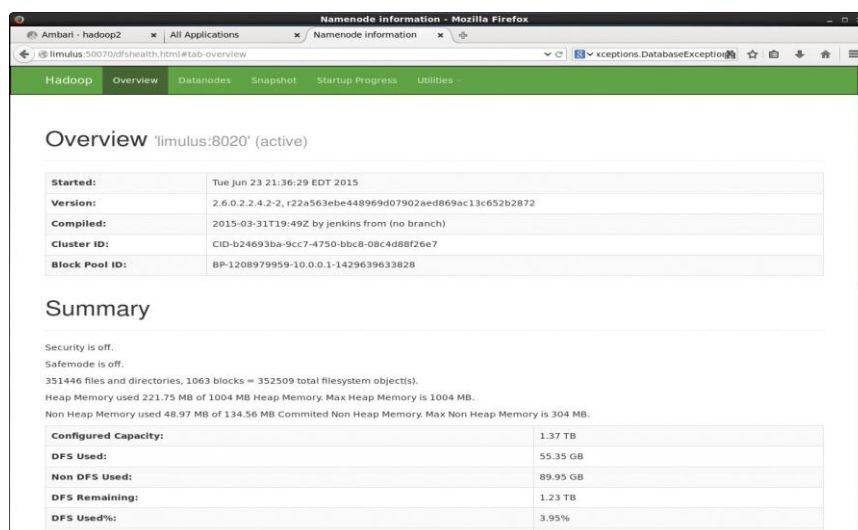 Namenode information - Mozilla Firefox
Ambari - hadoop2 All Applications Namenode information
limulus:50070/dfshealth.html#tab-overview xceptions.DatabaseException
Hadoop Overview Datanodes Snapshot Startup Progress Utilities
Overview 'limulus:8020' (active)
Started: Tue Jun 23 21:36:29 EDT 2015
Version: 2.6.0.2.2.4.2-2, r22a563ebe448969d07902aed869ac13c652b2872
Compiled: 2015-03-31T19:49Z by jenkins from (no branch)
Cluster ID: CID-b24693ba-9cc7-4750-bbc8-08c4d88f26e7
Block Pool ID: BP-1208979959-10.0.0.1-1429639633828
Summary
Security is off.
Safemode is off.
351446 files and directories, 1063 blocks = 352509 total filesystem object(s).
Heap Memory used 221.75 MB of 1004 MB Heap Memory. Max Heap Memory is 1004 MB.
Non Heap Memory used 48.97 MB of 134.56 MB Commited Non Heap Memory. Max Non Heap Memory is 304 MB.
Configured Capacity: 1.37 TB
DFS Used: 55.35 GB
Non DFS Used: 89.95 GB
DFS Remaining: 1.23 TB
DFS Used%: 3.95%